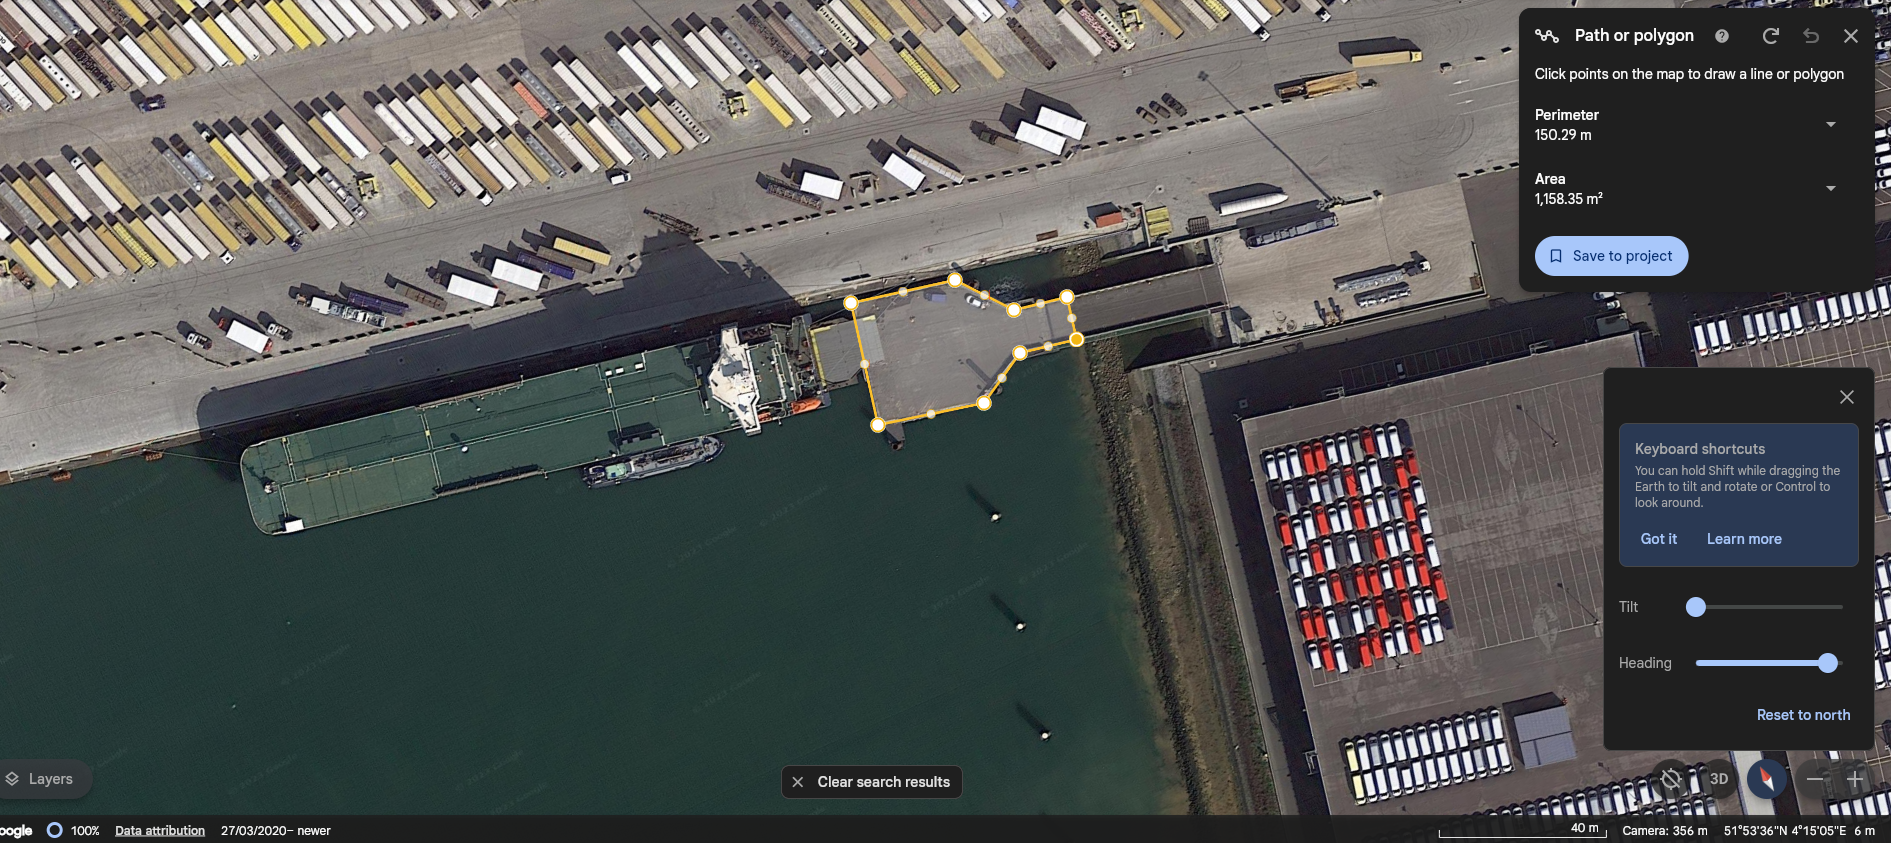 Path or polygon
Click points on the map to draw a line or polygon
Perimeter
150.29 m
Area
1,158.35 m²
Save to project
Keyboard shortcuts
You can hold Shift while dragging the
Earth to tilt and rotate or Control to
look around.
Got it
Learn more
Tilt
Heading
Reset to north
Layers
Clear search results
3D
oogle
100%
Data attribution
27/03/2020– newer
40 m
Camera: 356 m
51°53'36"N 4°15'05"E
6 m